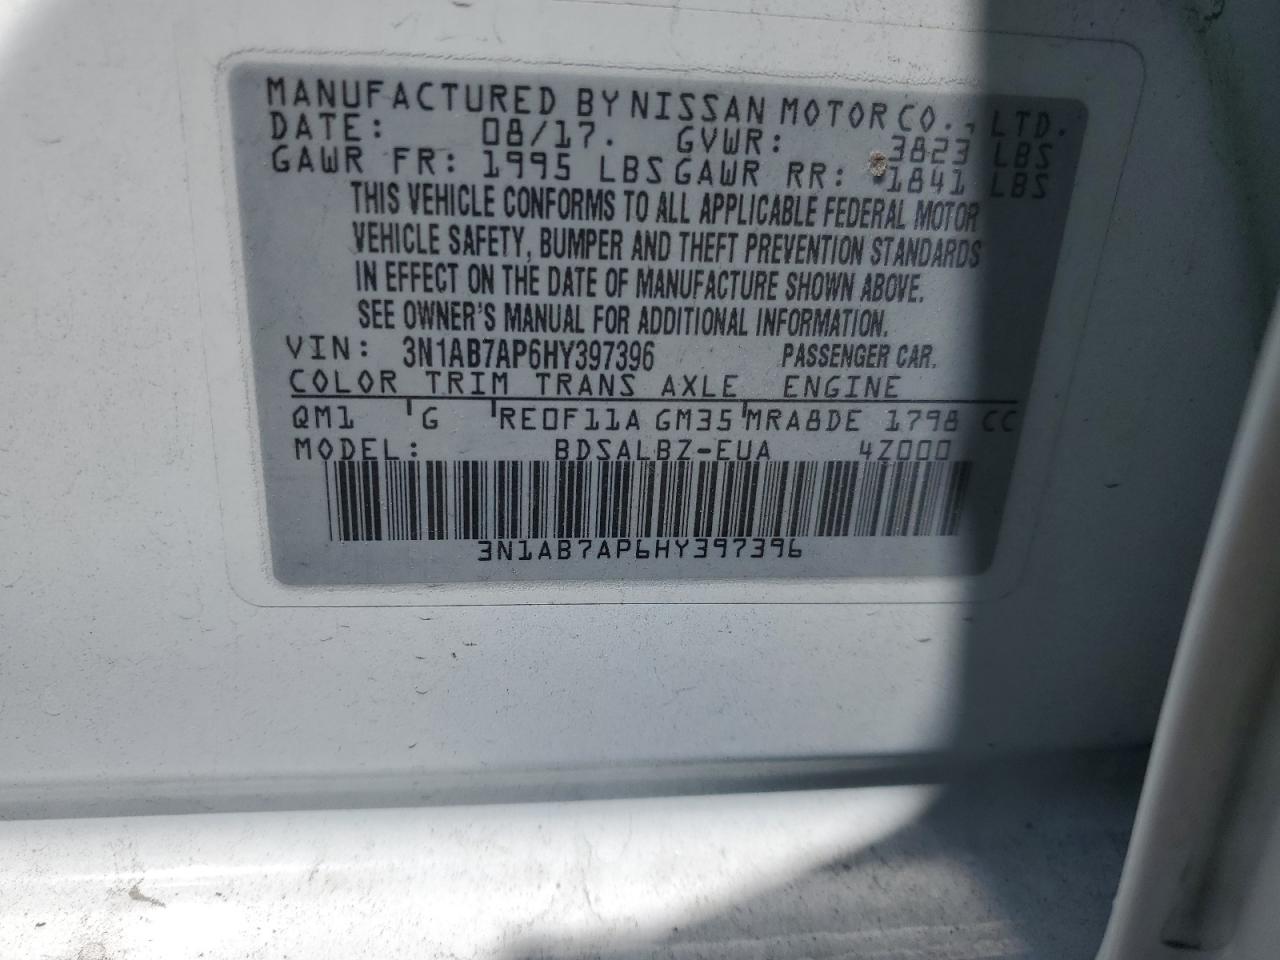 MANUFACTURED BY NISSAN MOTOR CO., LTD.
DATE: 08/17. GVWR: 3823 LBS
GAWR FR: 1995 LBS GAWR RR: 1841 LBS
THIS VEHICLE CONFORMS TO ALL APPLICABLE FEDERAL MOTOR
VEHICLE SAFETY, BUMPER AND THEFT PREVENTION STANDARDS
IN EFFECT ON THE DATE OF MANUFACTURE SHOWN ABOVE.
SEE OWNER'S MANUAL FOR ADDITIONAL INFORMATION.
VIN: 3N1AB7AP6HY397396 PASSENGER CAR.
COLOR TRIM TRANS AXLE ENGINE
QM1 G RE0F11A GM35 MRA8DE 1798 CC
MODEL: BDSALBZ-EUA 4Z000
3N1AB7AP6HY397396